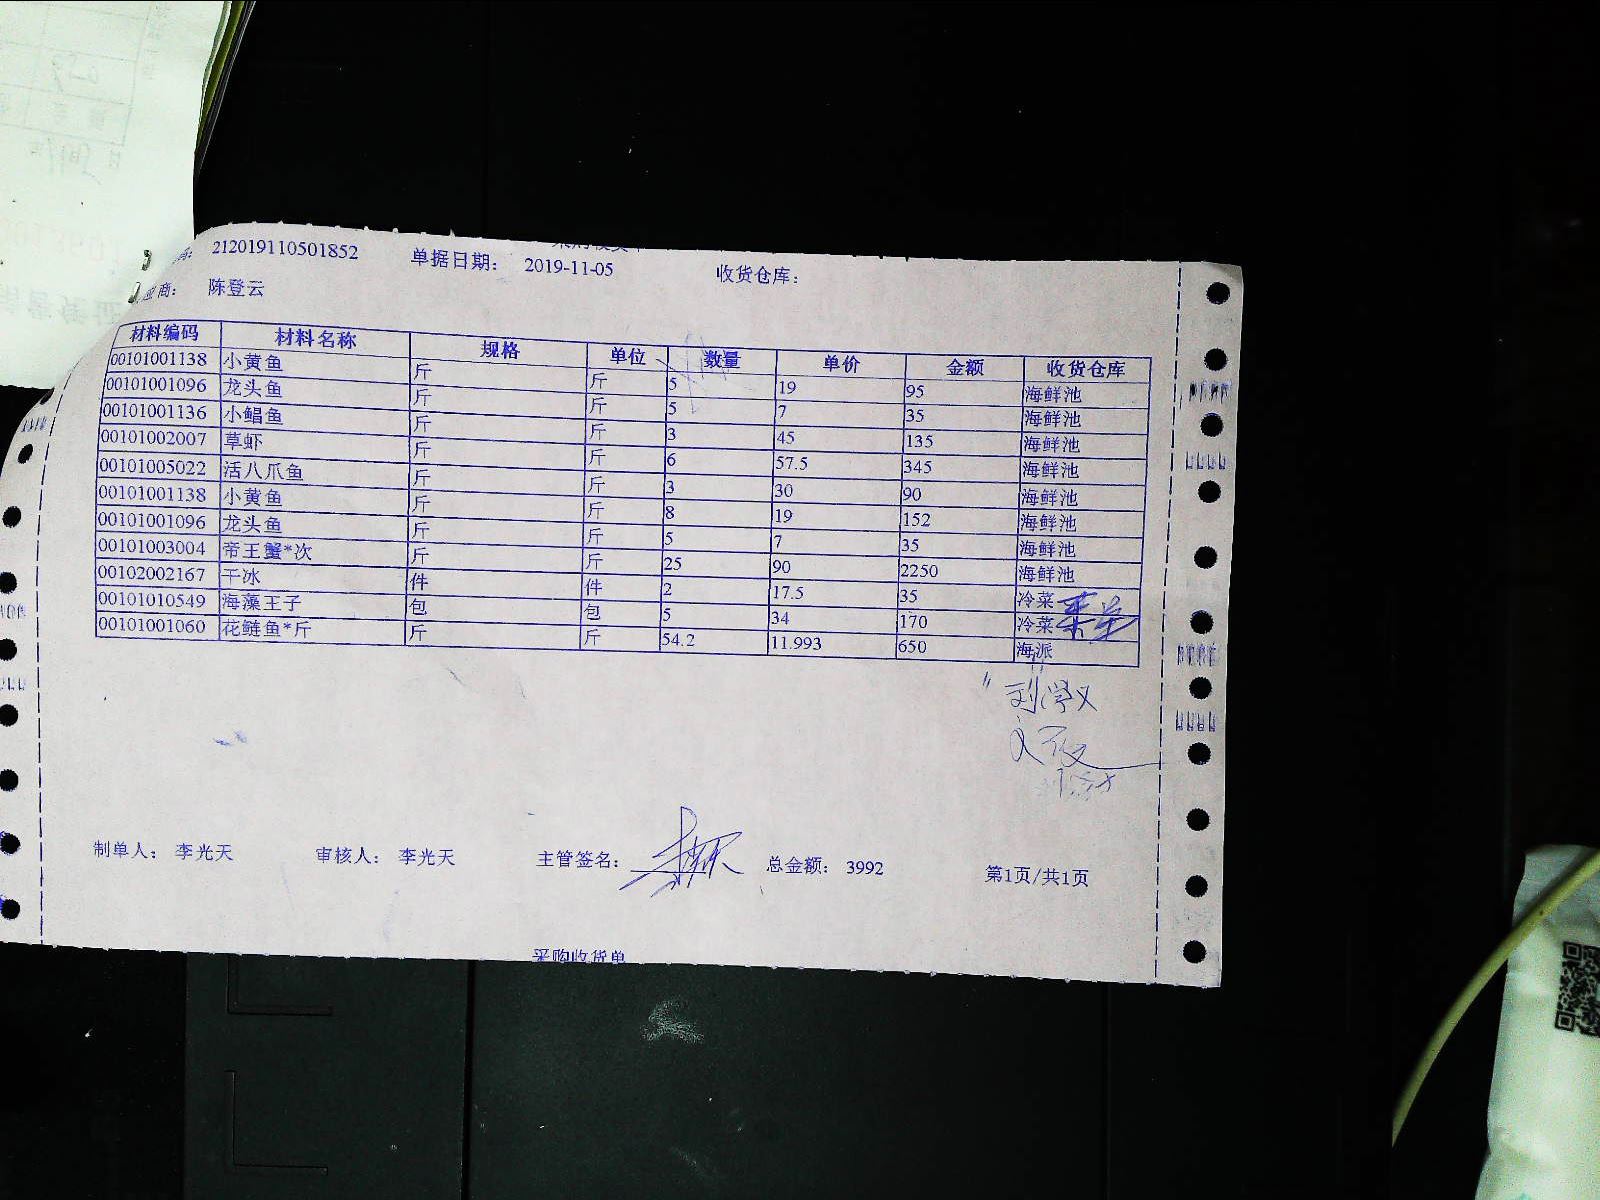 212019110501852 单据日期： 2019-11-05 收货仓库：
应商： 陈登云
材料编码 材料名称 规格 单位 数量 单价 金额 收货仓库
00101001138 小黄鱼 斤 斤 5 19 95 海鲜池
00101001096 龙头鱼 斤 斤 5 7 35 海鲜池
00101001136 小鲳鱼 斤 斤 3 45 135 海鲜池
00101002007 草虾 斤 斤 6 57.5 345 海鲜池
00101005022 活八爪鱼 斤 斤 3 30 90 海鲜池
00101001138 小黄鱼 斤 斤 8 19 152 海鲜池
00101001096 龙头鱼 斤 斤 5 7 35 海鲜池
00101003004 帝王蟹*次 斤 斤 25 90 2250 海鲜池
00102002167 干冰 件 件 2 17.5 35 冷菜
00101010549 海藻王子 包 包 5 34 170 冷菜
00101001060 花鲢鱼*斤 斤 斤 54.2 11.993 650 海派
制单人： 李光天 审核人： 李光天 主管签名： 总金额： 3992 第1页/共1页
采购收货单